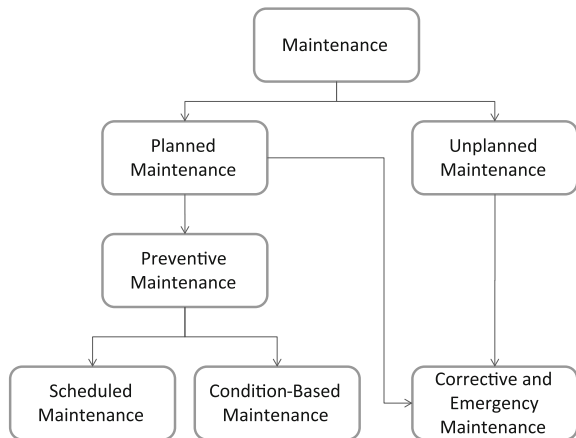 Maintenance
Planned
Maintenance
Unplanned
Maintenance
Preventive
Maintenance
Scheduled
Maintenance
Condition-Based
Maintenance
Corrective and
Emergency
Maintenance